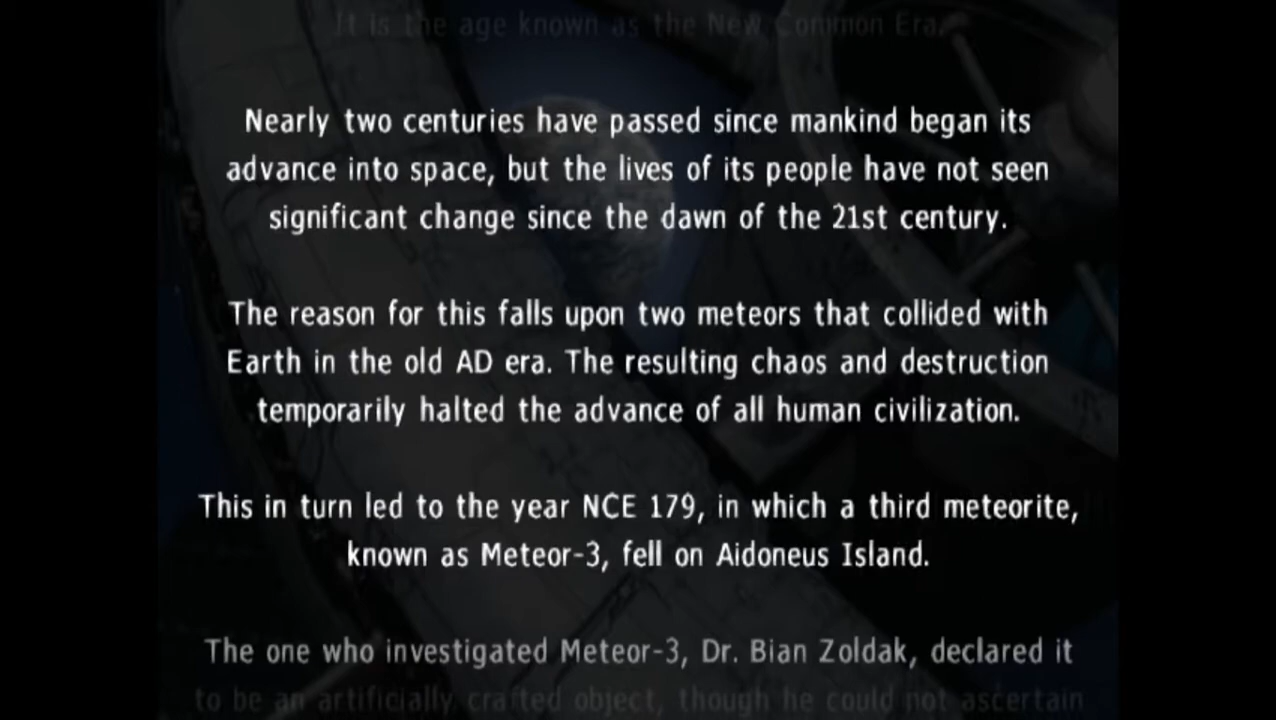 It is the age known as the New Common Era.
Nearly two centuries have passed since mankind began its
advance into space, but the lives of its people have not seen
significant change since the dawn of the 21st century.
The reason for this falls upon two meteors that collided with
Earth in the old AD era. The resulting chaos and destruction
temporarily halted the advance of all human civilization.
This in turn led to the year NCE 179, in which a third meteorite,
known as Meteor-3, fell on Aidoneus Island.
The one who investigated Meteor-3, Dr. Bian Zoldak, declared it
to be an artificially crafted object, though he could not ascertain